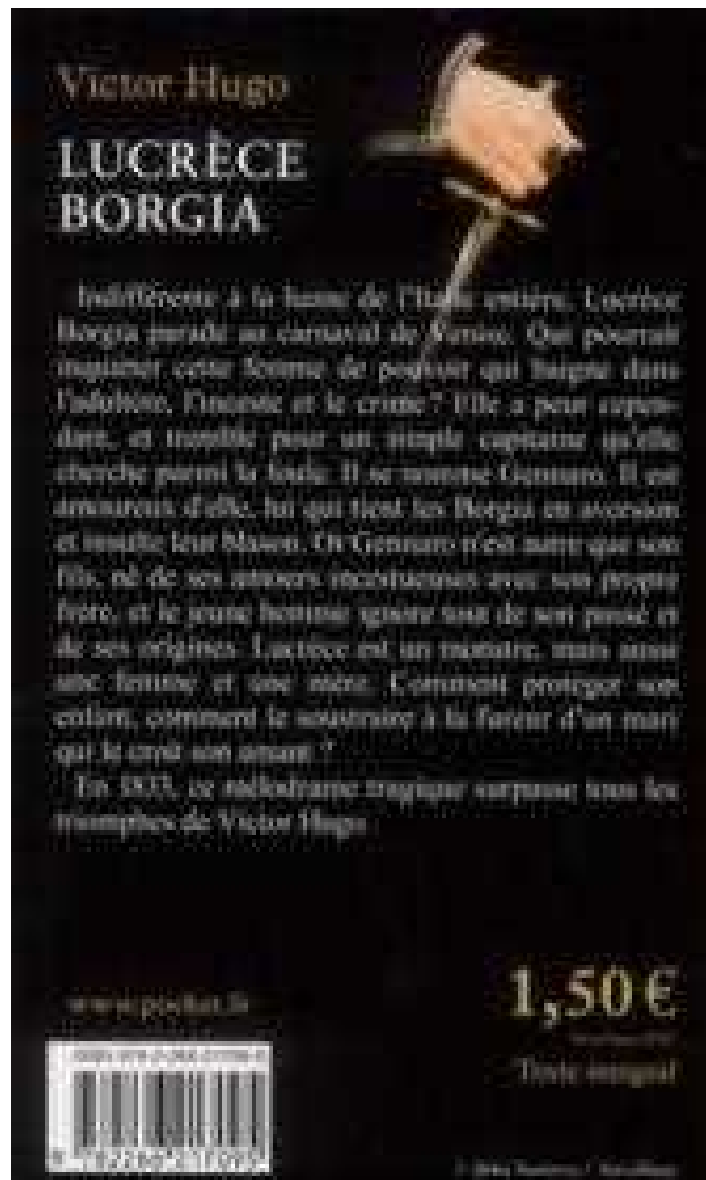 Victor Hugo
LUCRÈCE
BORGIA
Indifférente à la haine de l'Italie entière, Lucrèce
Borgia parade au carnaval de Venise. Qui pourrait
inquiéter cette femme de pouvoir qui baigne dans
l'adultère, l'inceste et le crime ? Elle a peur cepen-
dant, et tremble pour un simple capitaine qu'elle
cherche parmi la foule. Il se nomme Gennaro. Il est
amoureux d'elle, lui qui tient les Borgia en aversion
et insulte leur blason. Or Gennaro n'est autre que son
fils, né de ses amours incestueuses avec son propre
frère, et le jeune homme ignore tout de son passé et
de ses origines. Lucrèce est un monstre, mais aussi
une femme et une mère. Comment protéger son
enfant, comment le soustraire à la fureur d'un mari
qui le croit son amant ?
En 1833, ce mélodrame tragique surpasse tous les
triomphes de Victor Hugo.
www.pocket.fr
1,50 €
Texte intégral